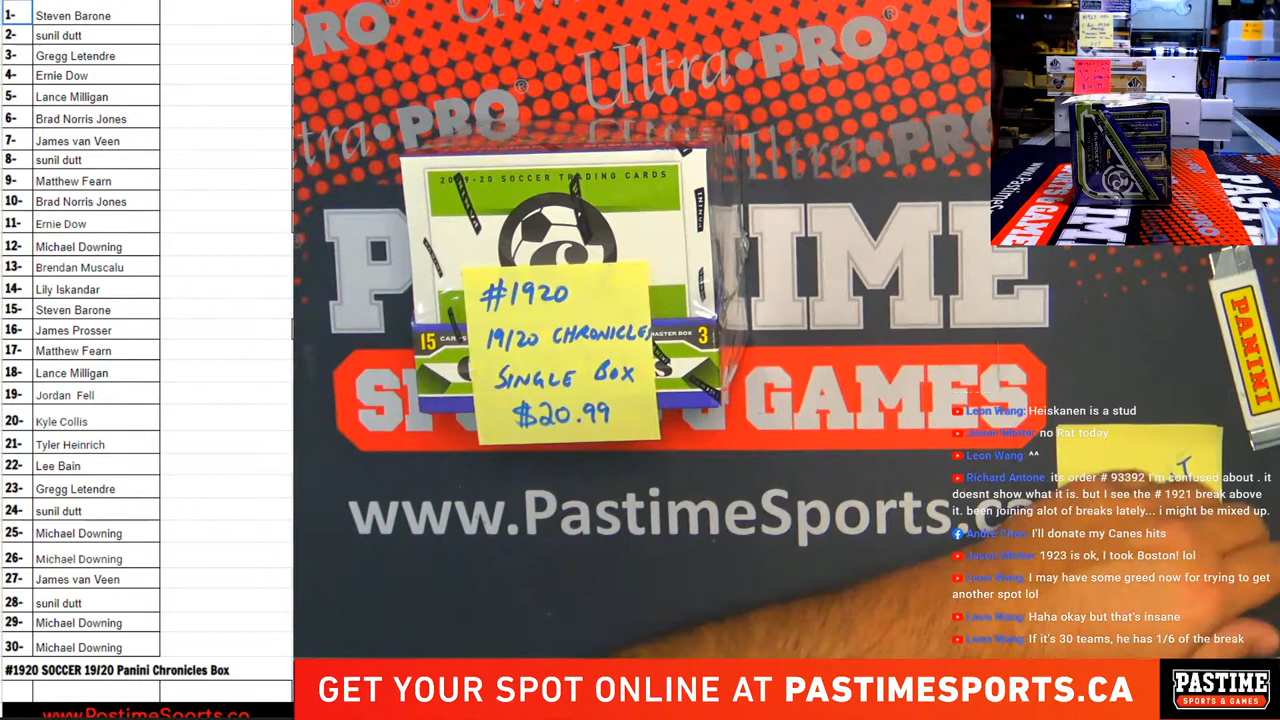 1- Steven Barone
2- sunil dutt
3- Gregg Letendre
4- Ernie Dow
5- Lance Milligan
6- Brad Norris Jones
7- James van Veen
8- sunil dutt
9- Matthew Fearn
10- Brad Norris Jones
11- Ernie Dow
12- Michael Downing
13- Brendan Muscalu
14- Lily Iskandar
15- Steven Barone
16- James Prosser
17- Matthew Fearn
18- Lance Milligan
19- Jordan Fell
20- Kyle Collis
21- Tyler Heinrich
22- Lee Bain
23- Gregg Letendre
24- sunil dutt
25- Michael Downing
26- Michael Downing
27- James van Veen
28- sunil dutt
29- Michael Downing
30- Michael Downing
#1920 SOCCER 19/20 Panini Chronicles Box
www.PastimeSports.ca
Ultra PRO
SOCCER TRADING CARDS
#1920
19/20 CHRONICLES
SINGLE BOX
$20.99
15
3
PANINI
GAMES
www.PastimeSports.c
Leon Wang: Heiskanen is a stud
no Rat today
Leon Wang: ^^
Richard Antone: its order # 93392 I'm confused about . it
doesnt show what it is. but I see the # 1921 break above
it. been joining alot of breaks lately... i might be mixed up.
I'll donate my Canes hits
1923 is ok, I took Boston! lol
I may have some greed now for trying to get
another spot lol
Haha okay but that's insane
If it's 30 teams, he has 1/6 of the break
GET YOUR SPOT ONLINE AT PASTIMESPORTS.CA
PASTIME
SPORTS & GAMES